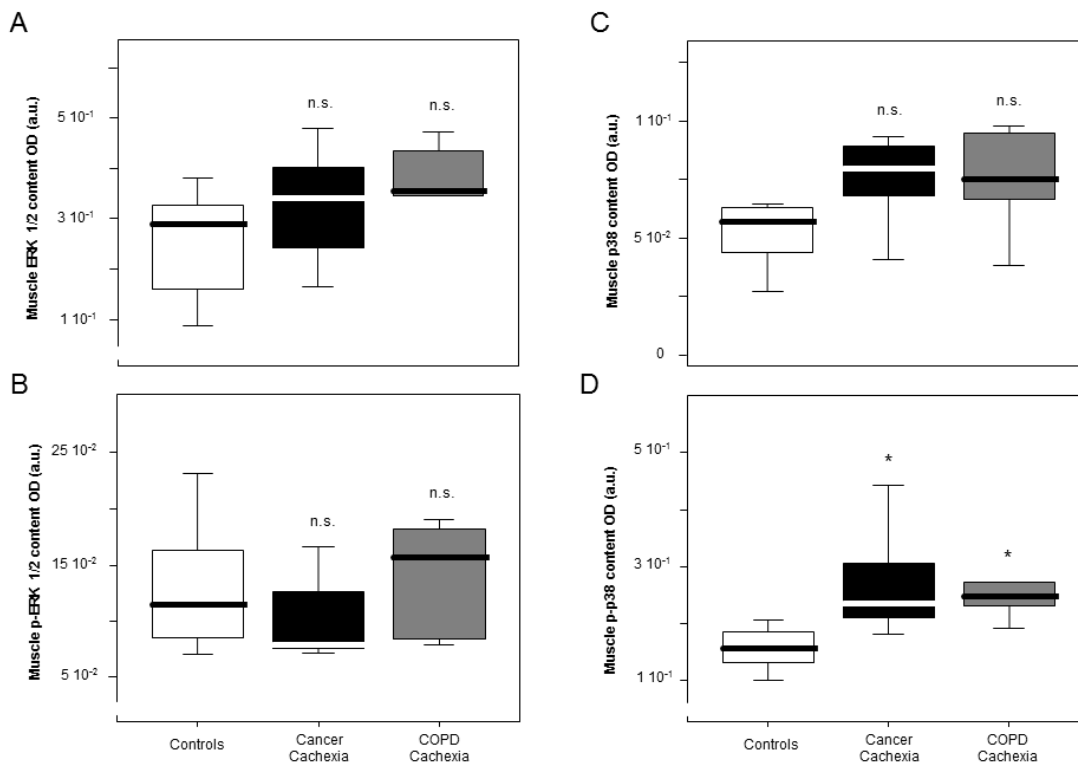 A
Muscle ERK 1/2 content OD (a.u.)
5 10-1
3 10-1
1 10-1
n.s.
n.s.
C
Muscle p38 content OD (a.u.)
1 10-1
5 10-2
0
n.s.
n.s.
B
Muscle p-ERK 1/2 content OD (a.u.)
25 10-2
15 10-2
5 10-2
n.s.
n.s.
Controls
Cancer
Cachexia
COPD
Cachexia
D
Muscle p-p38 content OD (a.u.)
5 10-1
3 10-1
1 10-1
*
*
Controls
Cancer
Cachexia
COPD
Cachexia